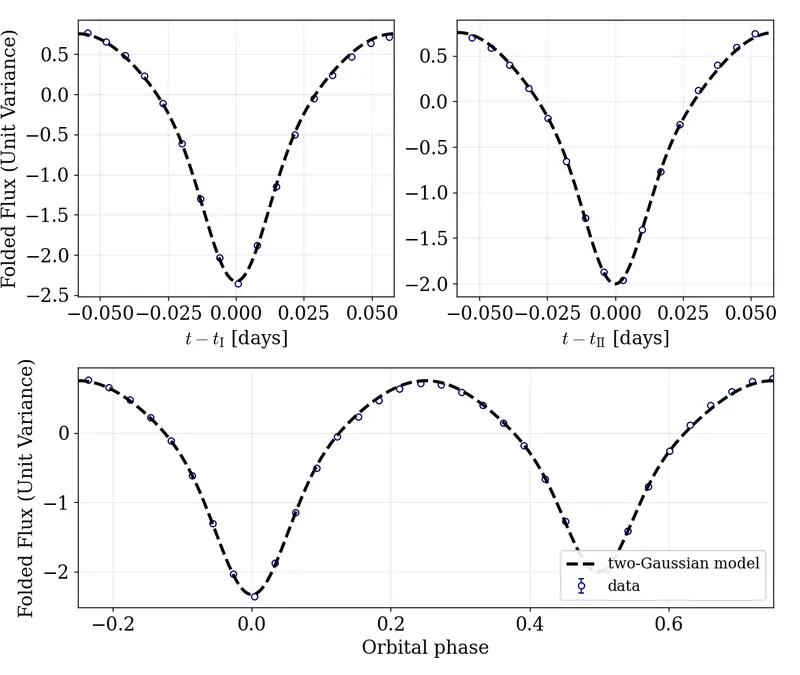 Folded Flux (Unit Variance)
0.5
0.0
−0.5
−1.0
−1.5
−2.0
−2.5
−0.050 −0.025 0.000 0.025 0.050
t − t_I [days]
0.5
0.0
−0.5
−1.0
−1.5
−2.0
−0.050 −0.025 0.000 0.025 0.050
t − t_II [days]
Folded Flux (Unit Variance)
0
−1
−2
−0.2 0.0 0.2 0.4 0.6
Orbital phase
two-Gaussian model
data